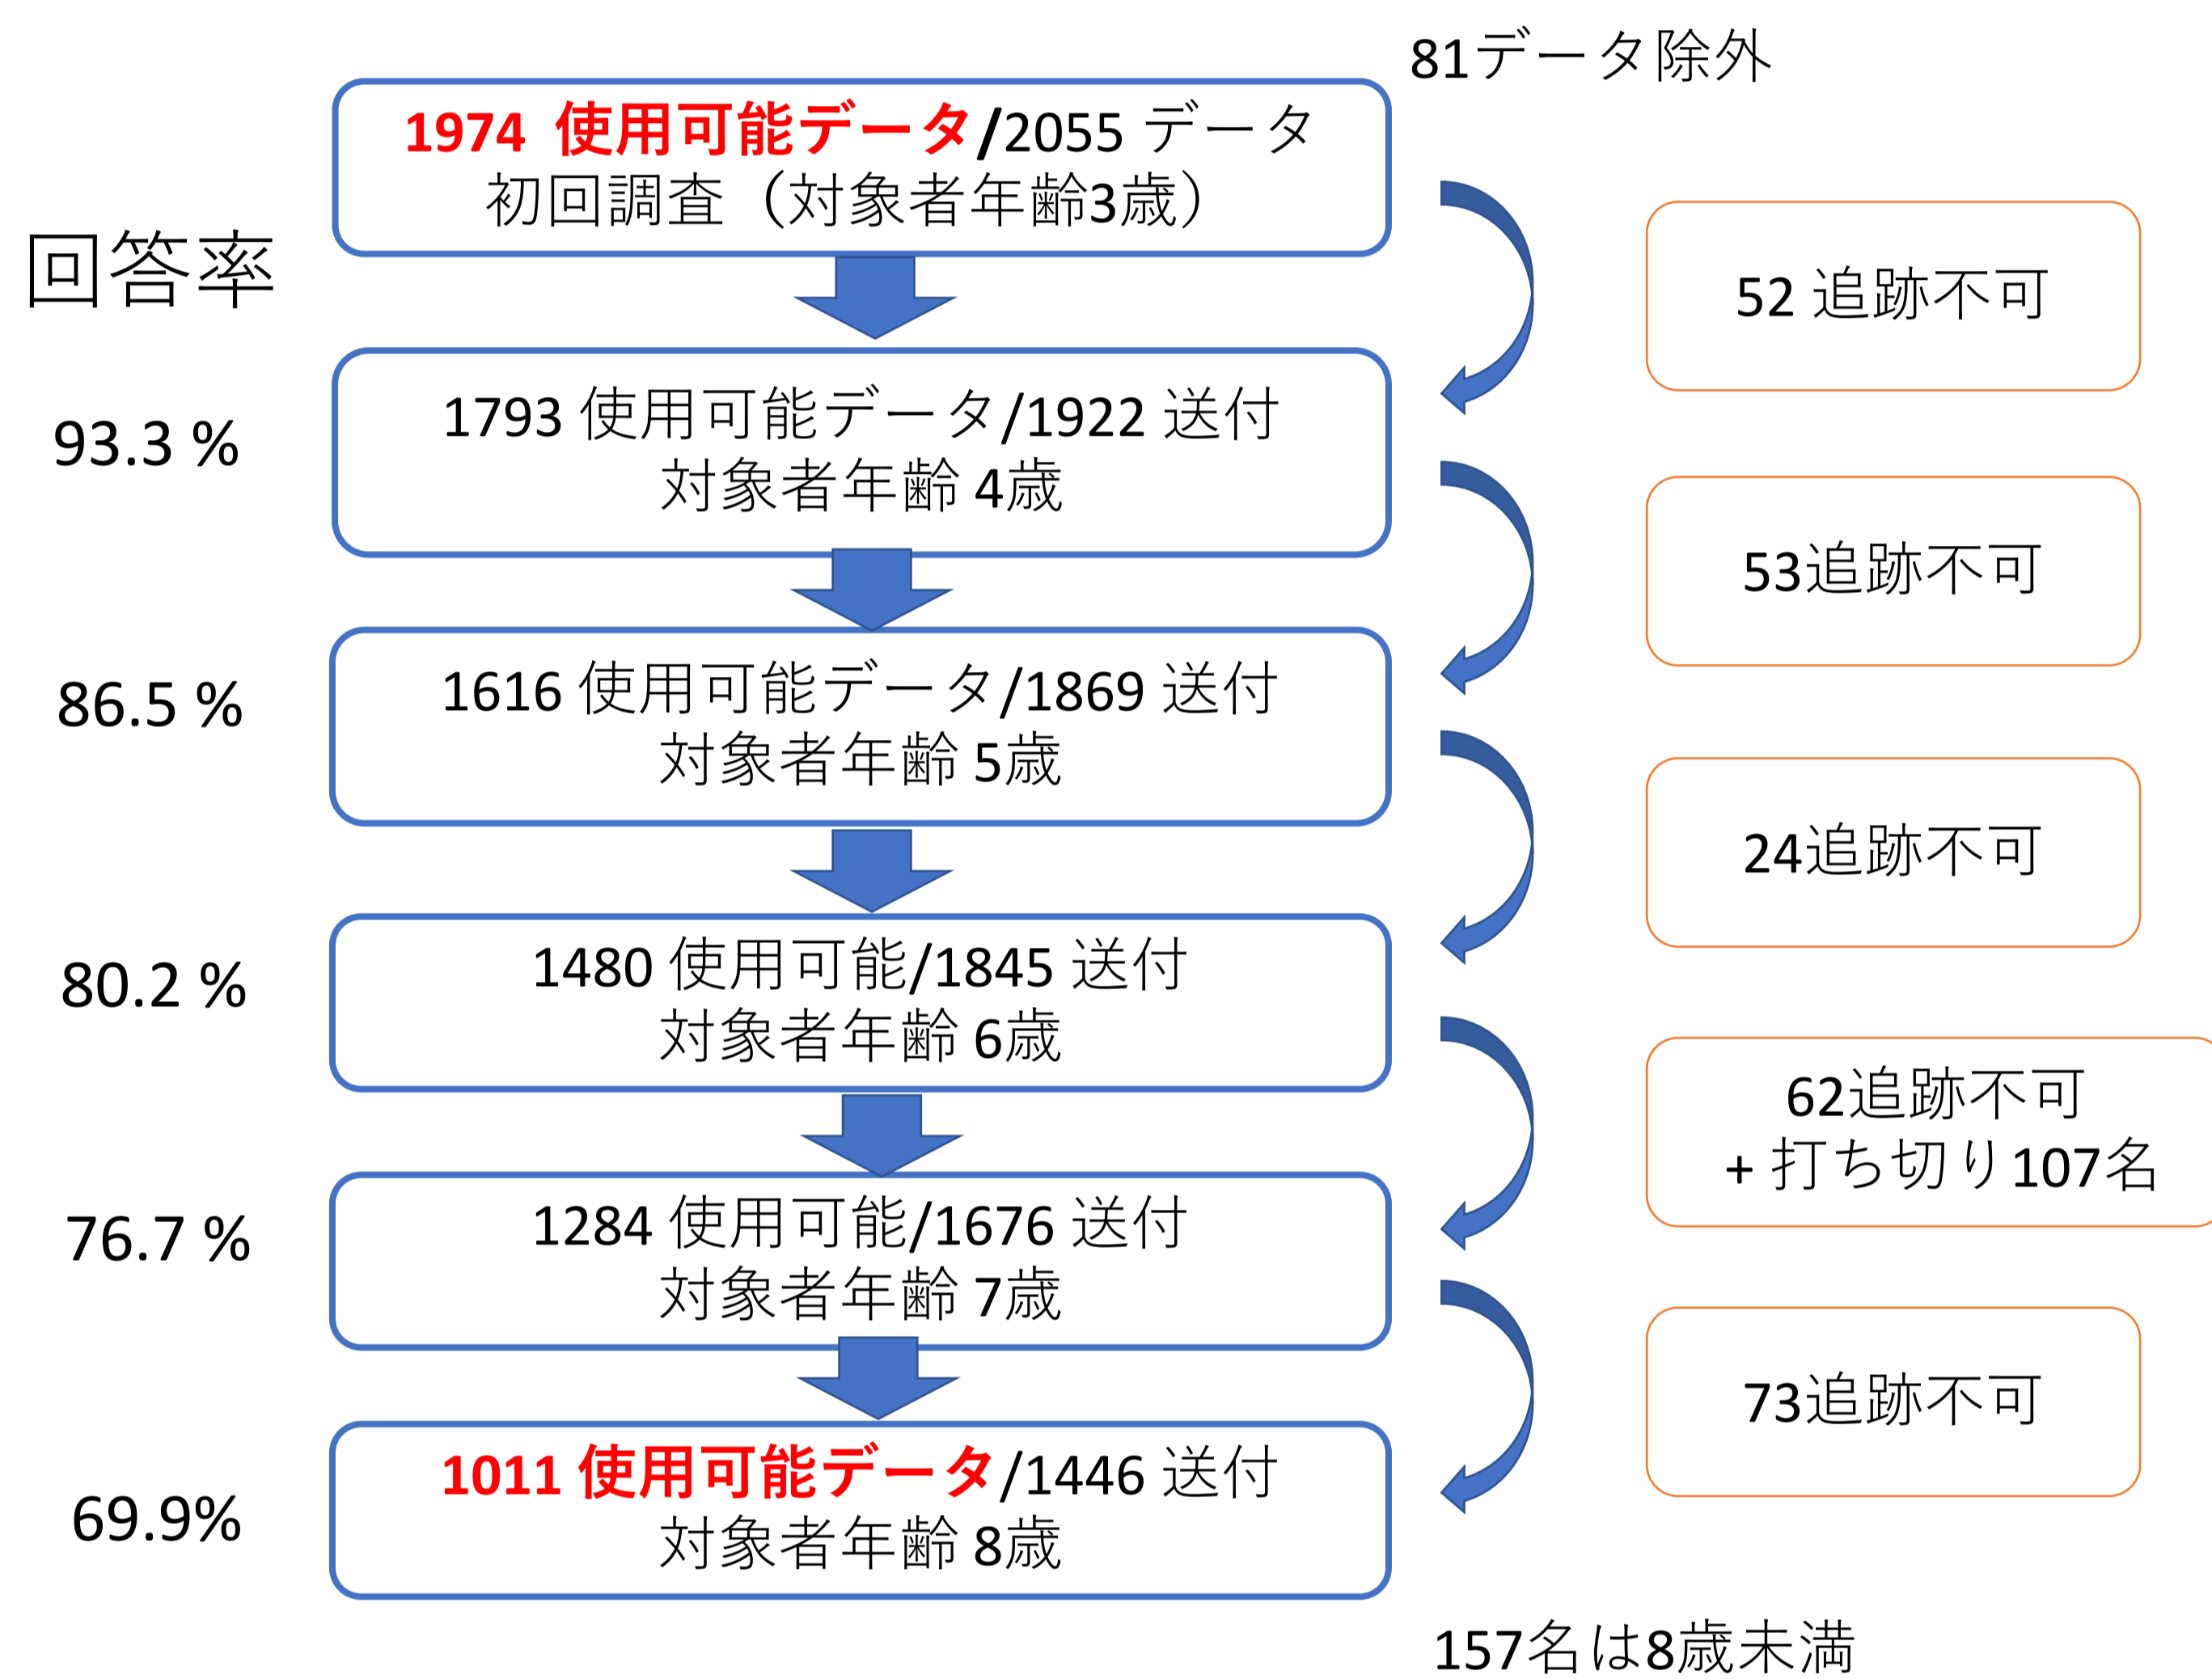 81データ除外
1974 使用可能データ/2055 データ
初回調査（対象者年齢3歳）
回答率
52 追跡不可
93.3 %
1793 使用可能データ/1922 送付
対象者年齢 4歳
53追跡不可
86.5 %
1616 使用可能データ/1869 送付
対象者年齢 5歳
24追跡不可
80.2 %
1480 使用可能/1845 送付
対象者年齢 6歳
62追跡不可
+ 打ち切り107名
76.7 %
1284 使用可能/1676 送付
対象者年齢 7歳
73追跡不可
69.9%
1011 使用可能データ/1446 送付
対象者年齢 8歳
157名は8歳未満